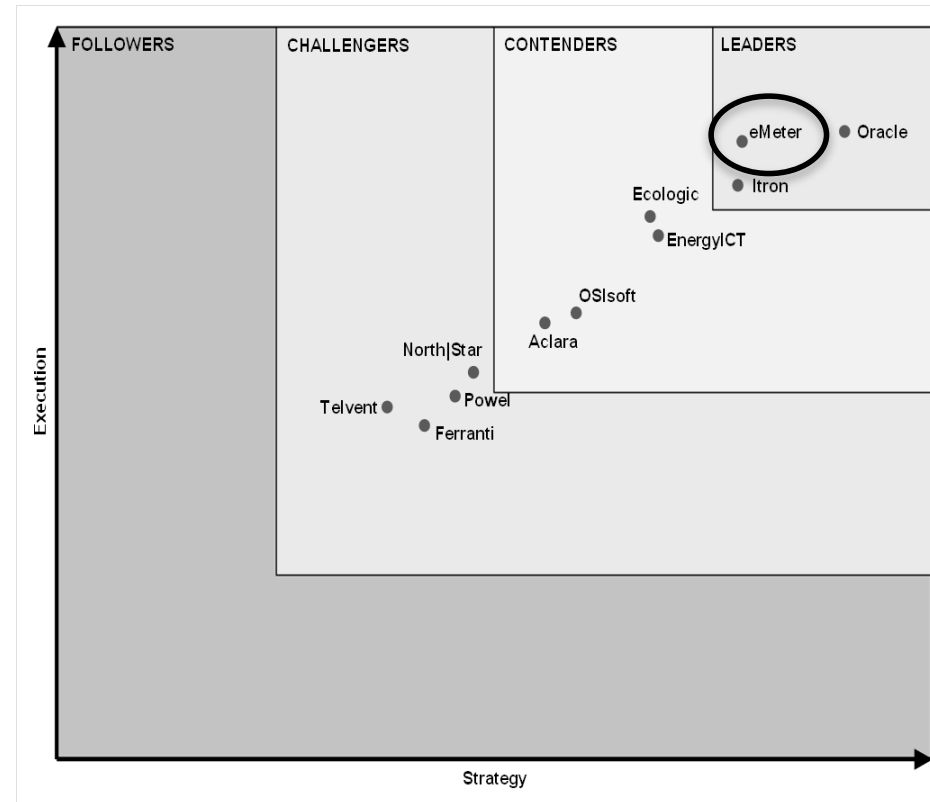 FOLLOWERS
CHALLENGERS
CONTENDERS
LEADERS
eMeter
Oracle
Itron
Ecologic
EnergyICT
OSIsoft
Aclara
North|Star
Powel
Telvent
Ferranti
Execution
Strategy